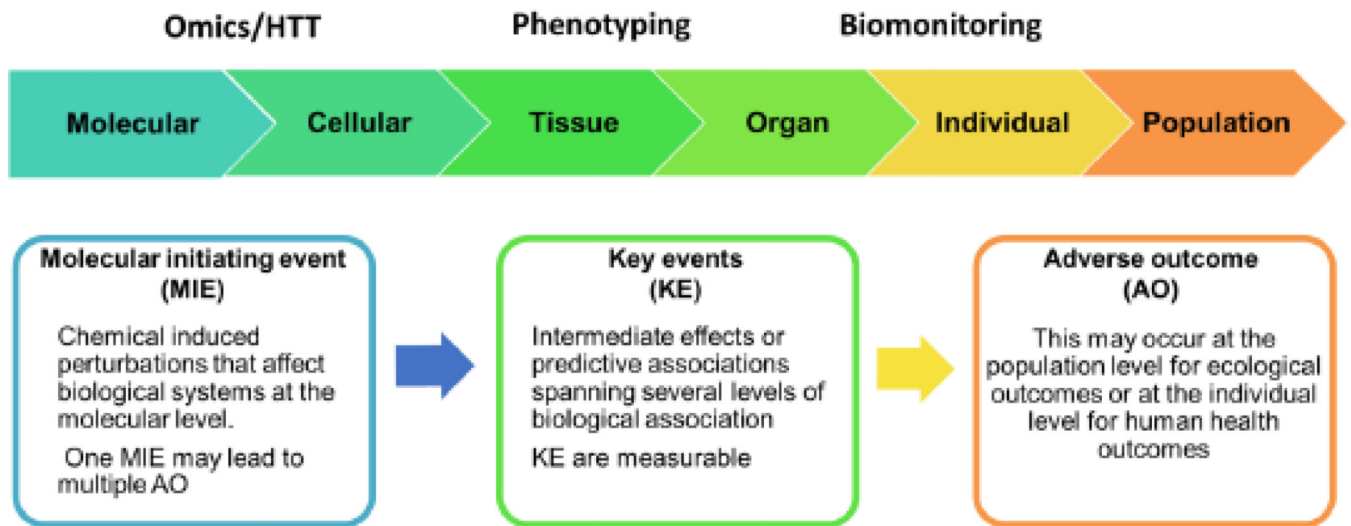 Omics/HTT
Phenotyping
Biomonitoring
Molecular
Cellular
Tissue
Organ
Individual
Population
Molecular initiating event
(MIE)
Chemical induced
perturbations that affect
biological systems at the
molecular level.
One MIE may lead to
multiple AO
Key events
(KE)
Intermediate effects or
predictive associations
spanning several levels of
biological association
KE are measurable
Adverse outcome
(AO)
This may occur at the
population level for ecological
outcomes or at the individual
level for human health
outcomes